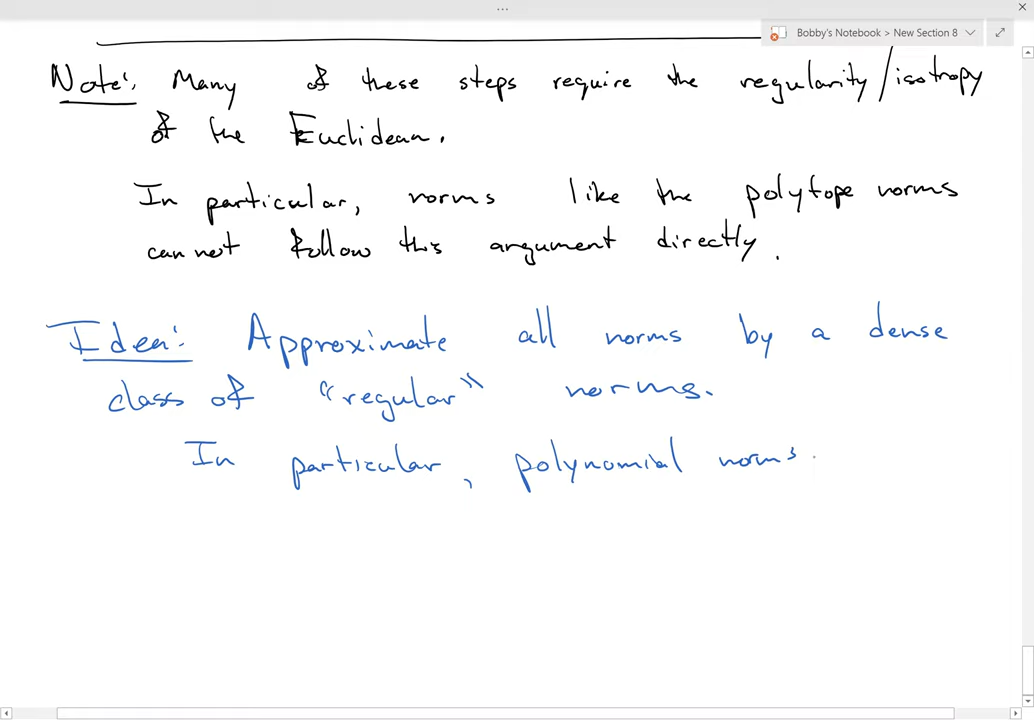 Bobby's Notebook > New Section 8
Note: Many of these steps require the regularity/isotropy
of the Euclidean.
In particular, norms like the polytope norms
cannot follow this argument directly.
Idea: Approximate all norms by a dense
class of "regular" norms.
In particular, polynomial norms.